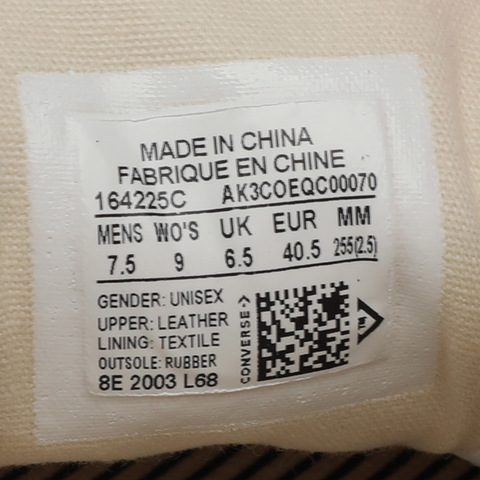 MADE IN CHINA
FABRIQUE EN CHINE
164225C AK3COEQC00070
MENS WO'S UK EUR MM
7.5 9 6.5 40.5 255(2.5)
GENDER: UNISEX
UPPER: LEATHER
LINING: TEXTILE
OUTSOLE: RUBBER
8E 2003 L68
CONVERSE >
TM